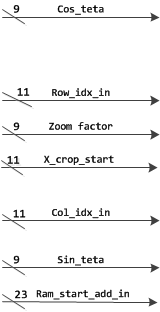 9 Cos_teta
11 Row_idx_in
9 Zoom factor
11 X_crop_start
11 Col_idx_in
9 Sin_teta
23 Ram_start_add_in